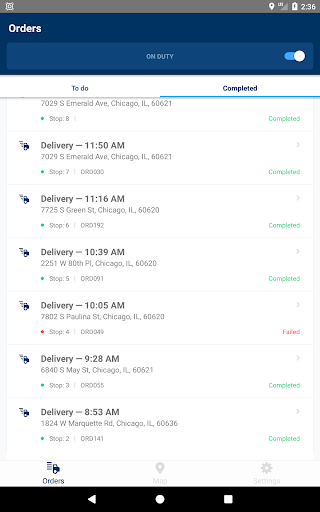 2:36
Orders
ON DUTY
To do
Completed
7029 S Emerald Ave, Chicago, IL, 60621
Stop: 8
Completed
Delivery — 11:50 AM
7029 S Emerald Ave, Chicago, IL, 60621
Stop: 7 | ORD030
Completed
Delivery — 11:16 AM
7725 S Green St, Chicago, IL, 60620
Stop: 6 | ORD192
Completed
Delivery — 10:39 AM
2251 W 80th Pl, Chicago, IL, 60620
Stop: 5 | ORD091
Completed
Delivery — 10:05 AM
7802 S Paulina St, Chicago, IL, 60620
Stop: 4 | ORD049
Failed
Delivery — 9:28 AM
6840 S May St, Chicago, IL, 60621
Stop: 3 | ORD055
Completed
Delivery — 8:53 AM
1824 W Marquette Rd, Chicago, IL, 60636
Stop: 2 | ORD141
Completed
Orders
Map
Settings